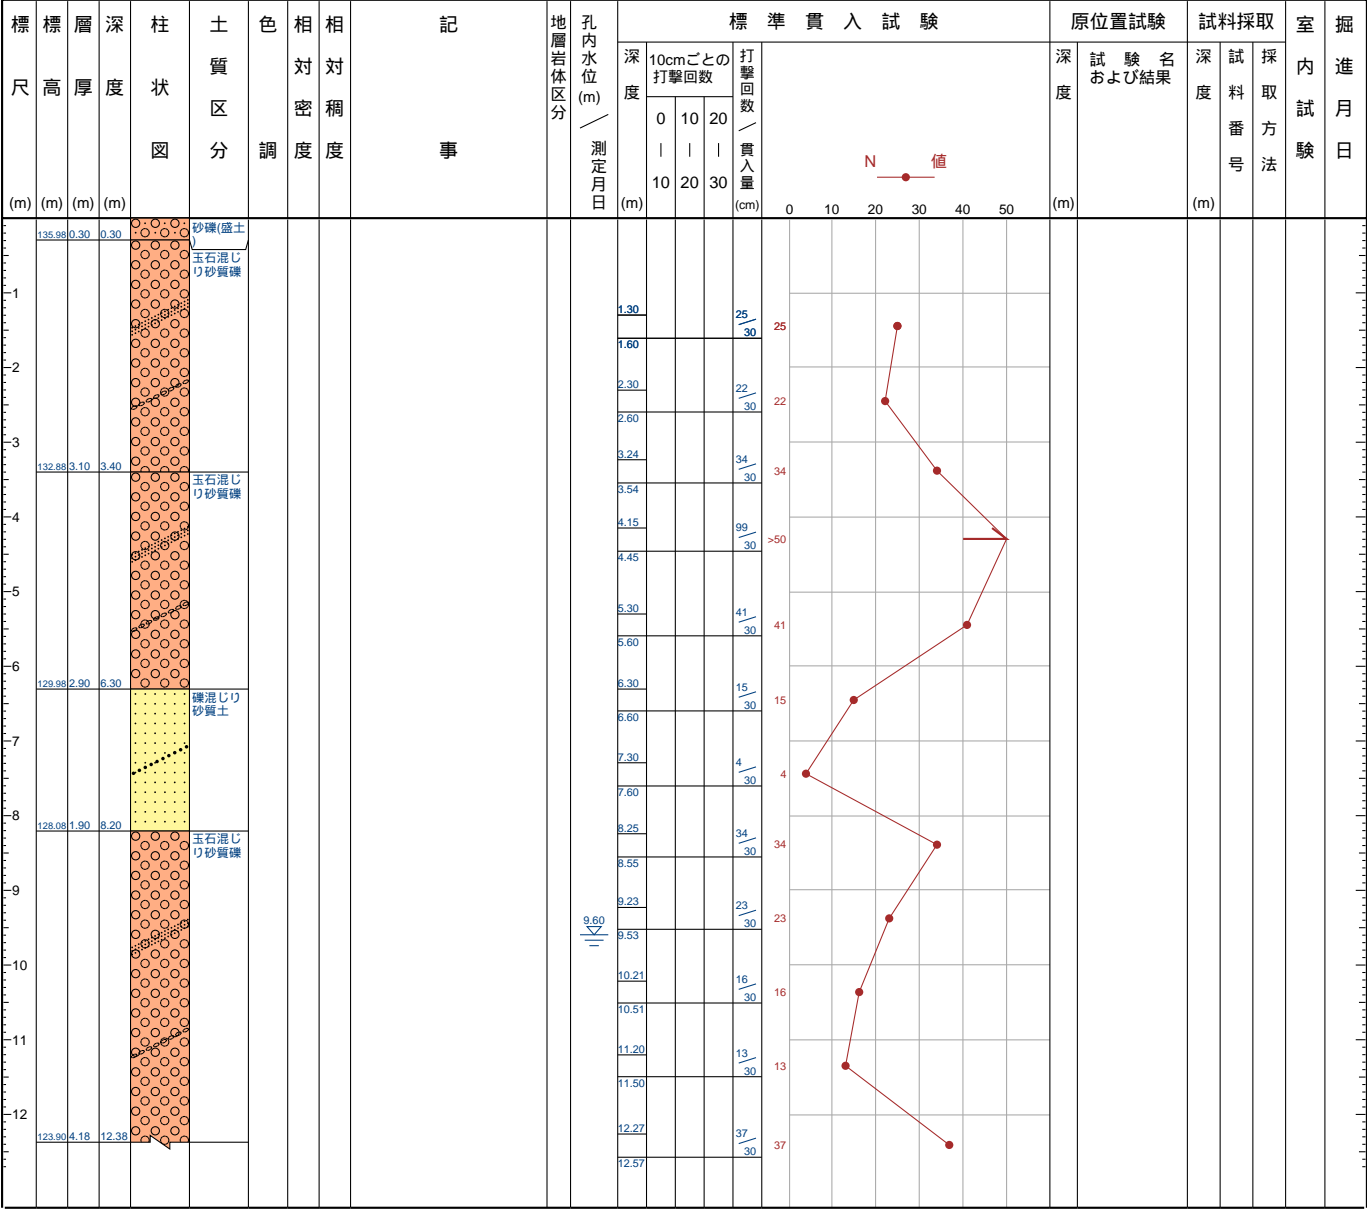 標尺 (m)
標高 (m)
層厚 (m)
深度 (m)
柱状図
土質区分
色調
相対密度
相対稠度
記事
地層岩体区分
孔内水位(m) / 測定月日
標準貫入試験
深度 (m)
10cmごとの
打撃回数
0 | 10
10 | 20
20 | 30
打撃回数 / 貫入量 (cm)
N 値
0 10 20 30 40 50
原位置試験
深度 (m)
試験名
および結果
試料採取
深度 (m)
試料番号
採取方法
室内試験
掘進月日
135.98 0.30 0.30
砂礫(盛土
)
玉石混じ
り砂質礫
1
1.30 25
30 25
1.60
2
2.30 22
30 22
2.60
3
3.24 34
132.88 3.10 3.40
玉石混じ
り砂質礫
30 34
3.54
4
4.15 99
30 >50
4.45
5
5.30 41
30 41
5.60
6
129.98 2.90 6.30
礫混じり
砂質土
6.30 15
30 15
6.60
7
7.30 4
30 4
7.60
8
128.08 1.90 8.20
玉石混じ
り砂質礫
8.25 34
30 34
8.55
9
9.23 23
30 23
9.60
9.53
10
10.21 16
30 16
10.51
11
11.20 13
30 13
11.50
12
123.90 4.18 12.38
12.27 37
30 37
12.57